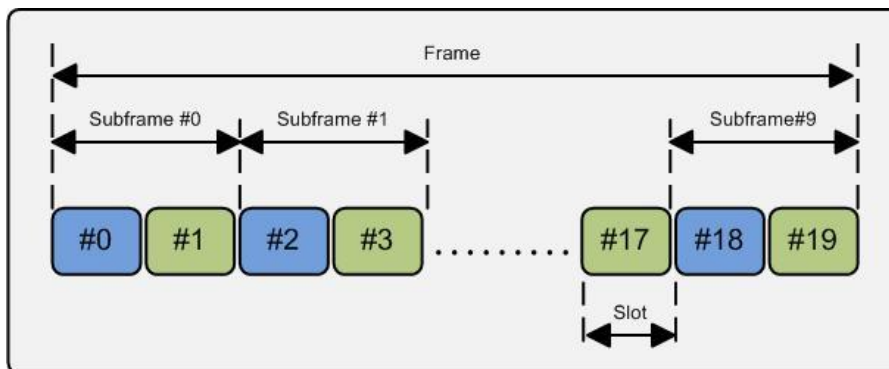 Frame
Subframe #0 Subframe #1 Subframe#9
#0 #1 #2 #3 ......... #17 #18 #19
Slot